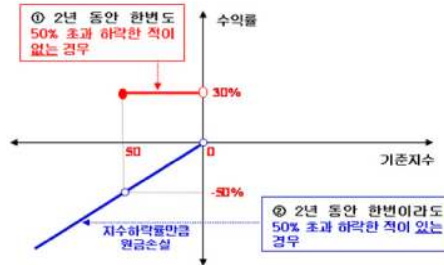 ① 2년 동안 한번도
50% 초과 하락한 적이
없는 경우
수익률
30%
50
0
기준지수
-50%
지수하락률만큼
원금손실
② 2년 동안 한번이라도
50% 초과 하락한 적이 있는
경우